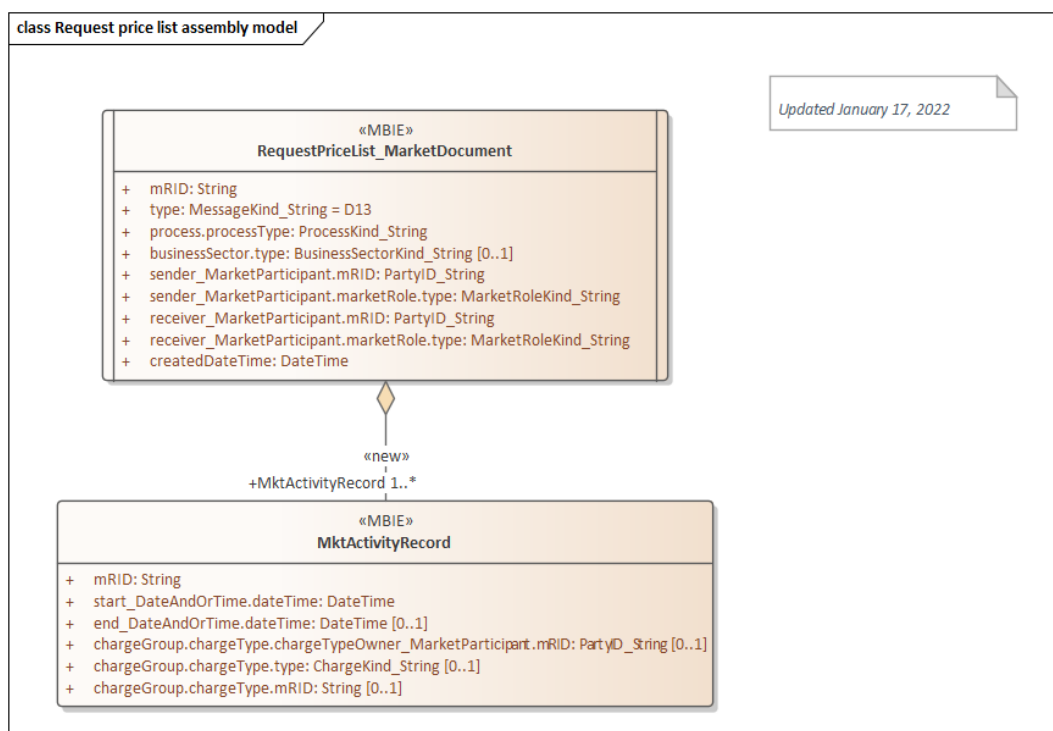 class Request price list assembly model
Updated January 17, 2022
«MBIE»
RequestPriceList_MarketDocument
+ mRID: String
+ type: MessageKind_String = D13
+ process.processType: ProcessKind_String
+ businessSector.type: BusinessSectorKind_String [0..1]
+ sender_MarketParticipant.mRID: PartyID_String
+ sender_MarketParticipant.marketRole.type: MarketRoleKind_String
+ receiver_MarketParticipant.mRID: PartyID_String
+ receiver_MarketParticipant.marketRole.type: MarketRoleKind_String
+ createdDateTime: DateTime
«new»
+MktActivityRecord 1..*
«MBIE»
MktActivityRecord
+ mRID: String
+ start_DateAndOrTime.dateTime: DateTime
+ end_DateAndOrTime.dateTime: DateTime [0..1]
+ chargeGroup.chargeType.chargeTypeOwner_MarketParticipant.mRID: PartyID_String [0..1]
+ chargeGroup.chargeType.type: ChargeKind_String [0..1]
+ chargeGroup.chargeType.mRID: String [0..1]